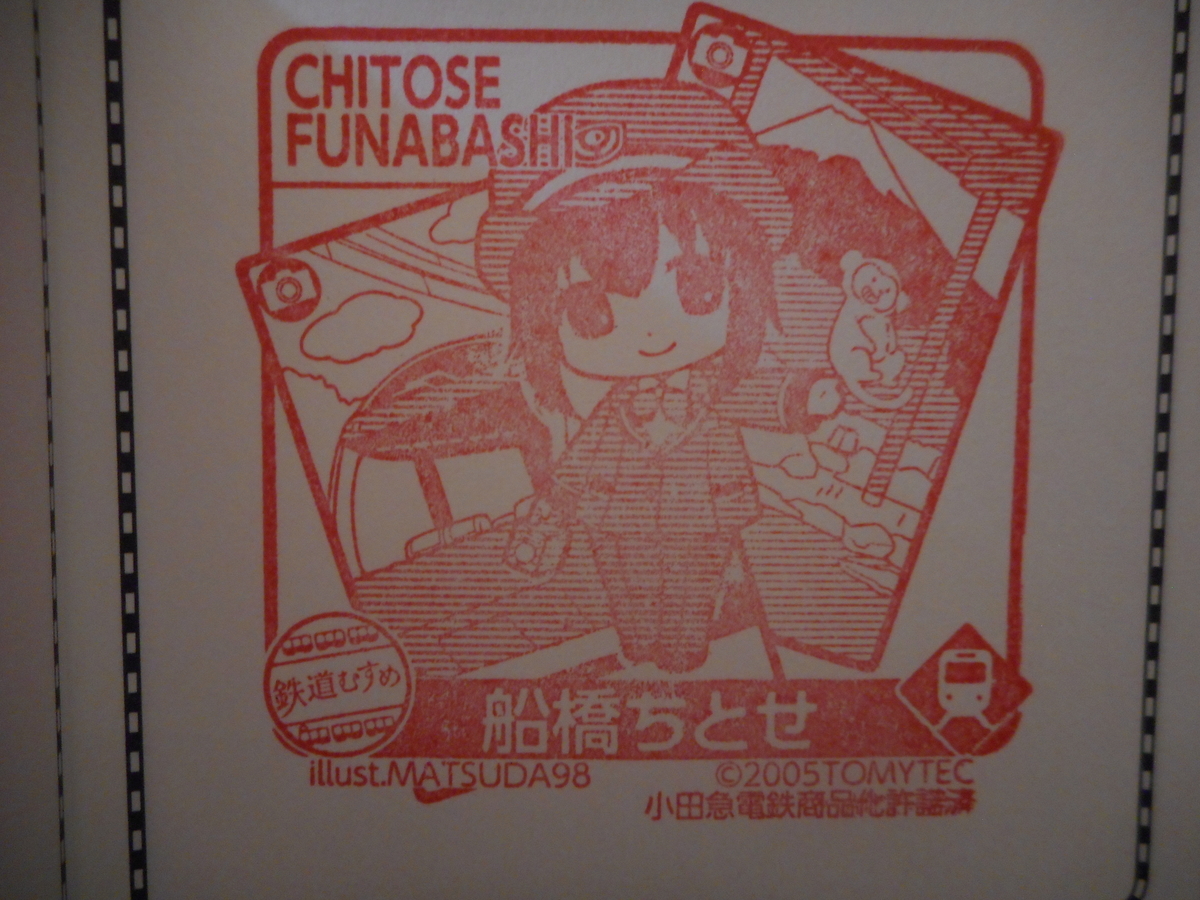 CHITOSE
FUNABASHI
鉄道むすめ
船橋ちとせ
illust.MATSUDA98
©2005TOMYTEC
小田急電鉄商品化許諾済